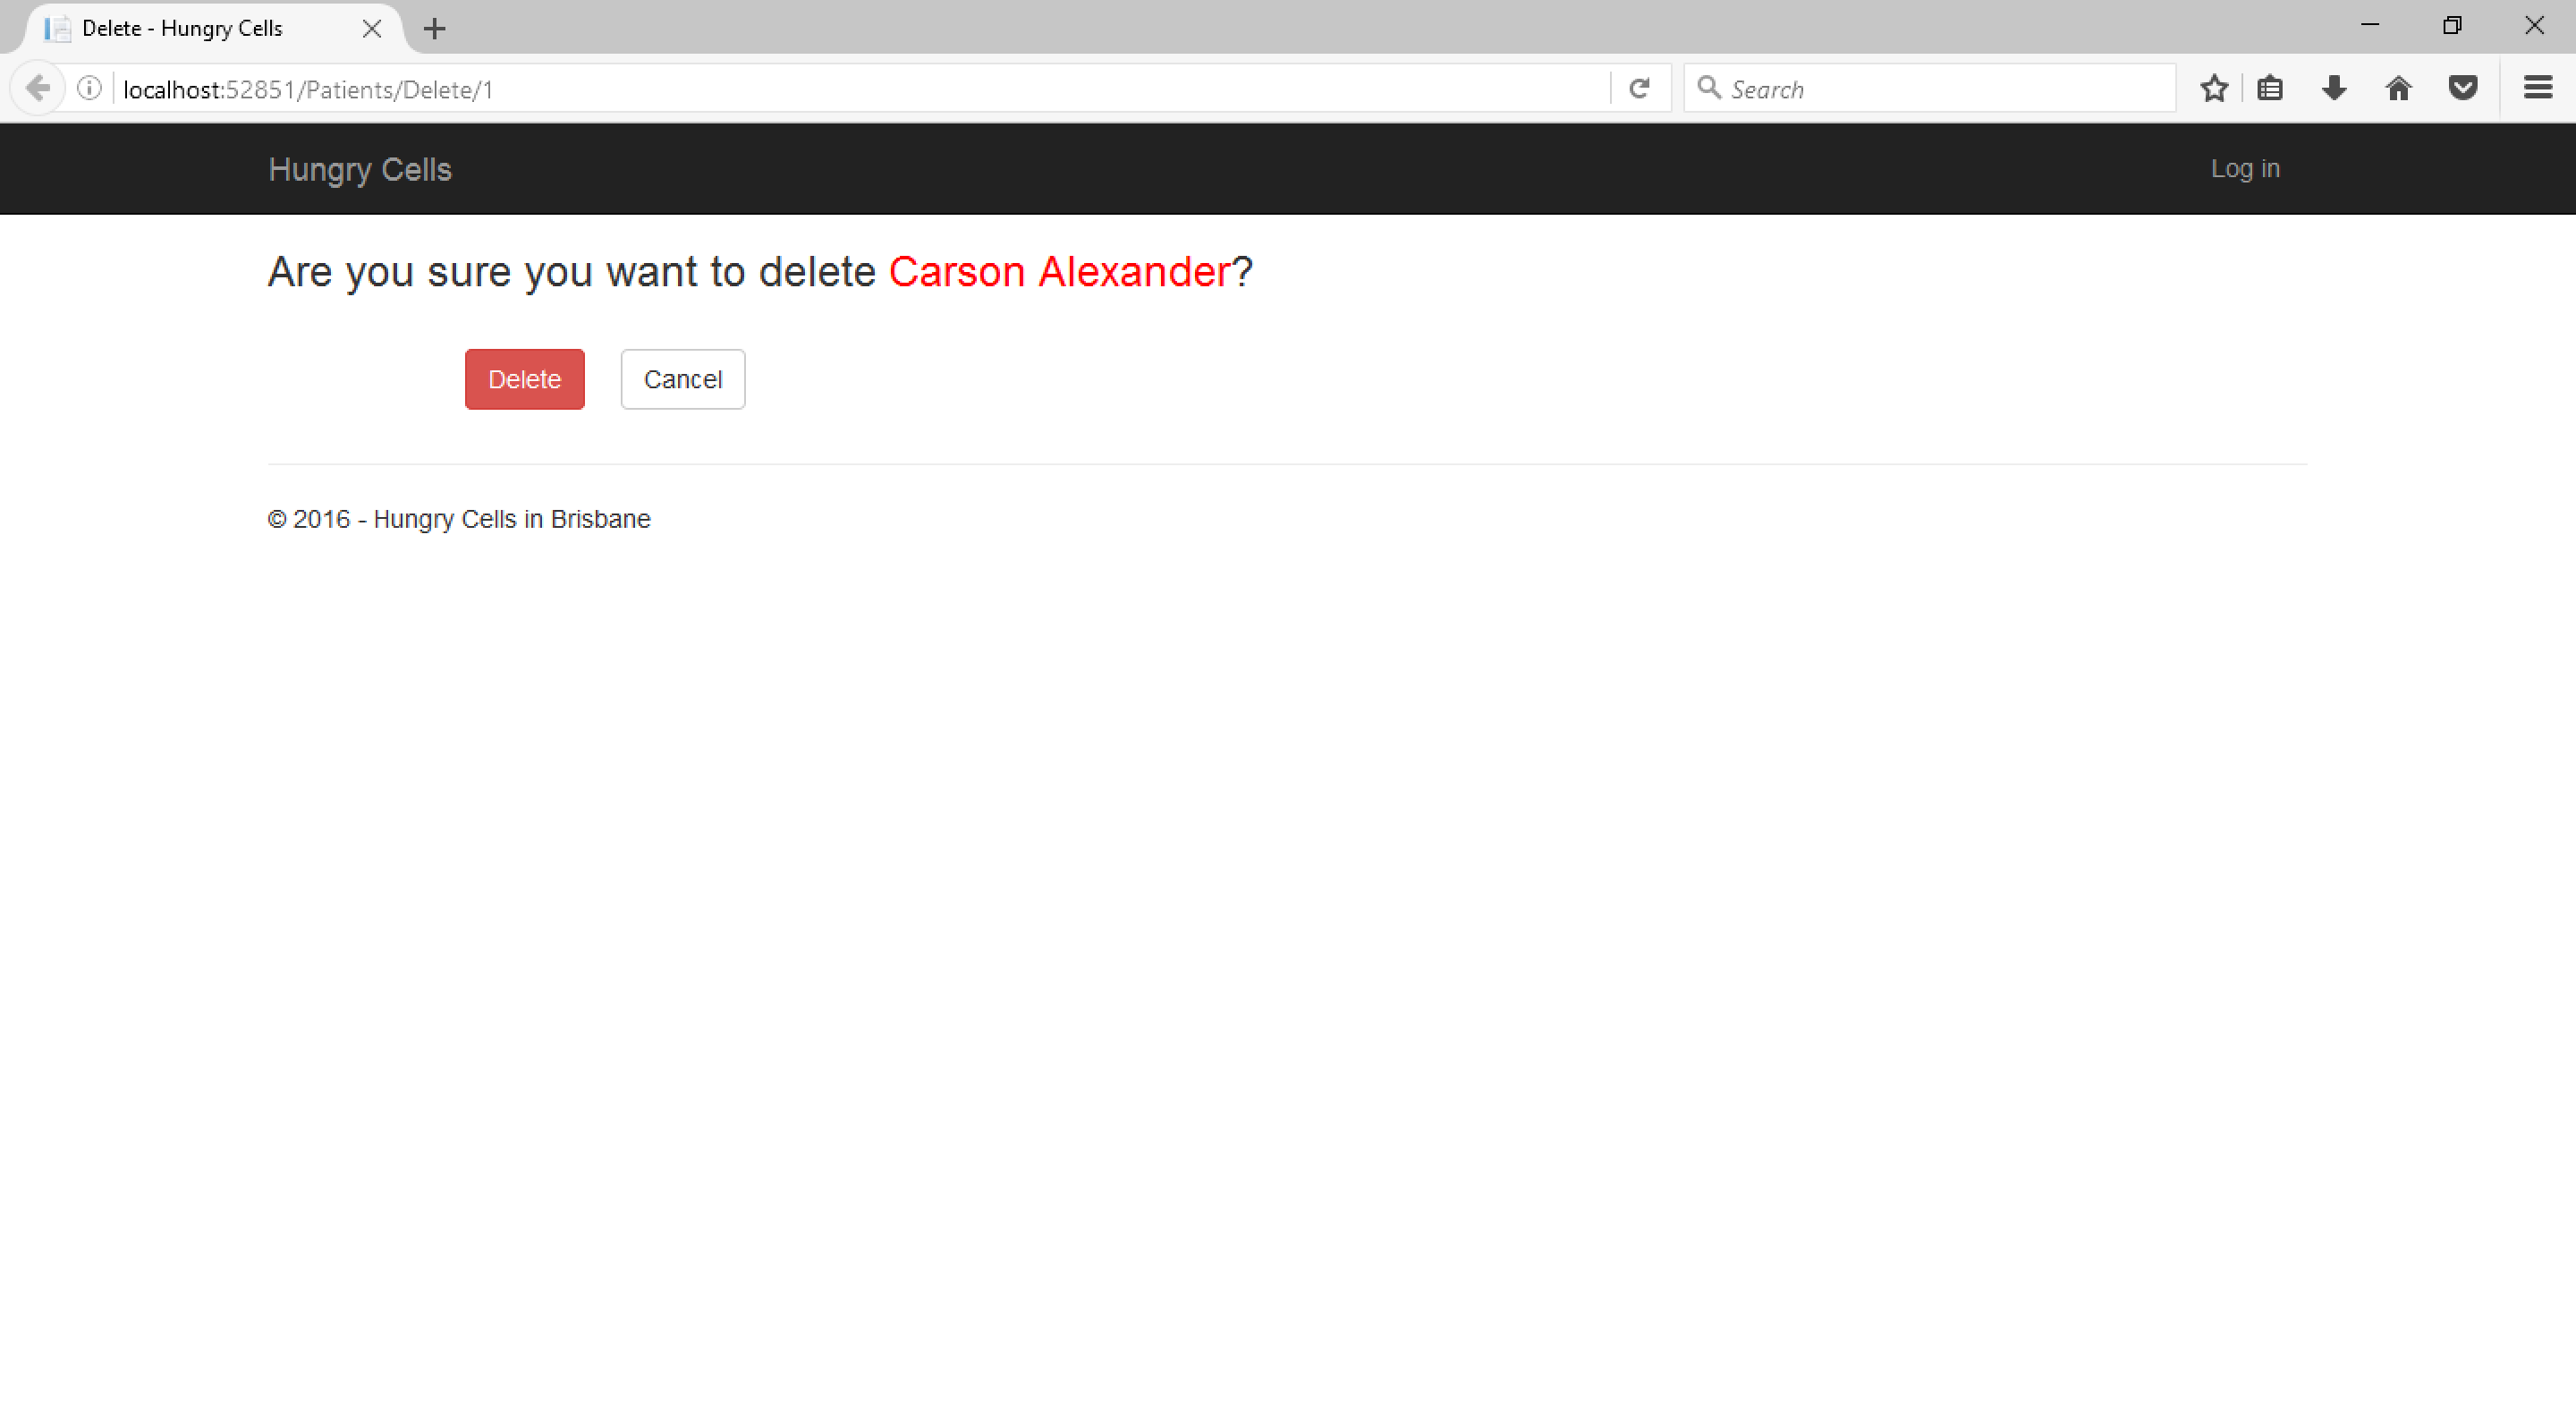 Delete - Hungry Cells
localhost:52851/Patients/Delete/1
Search
Hungry Cells
Log in
Are you sure you want to delete Carson Alexander?
Delete
Cancel
© 2016 - Hungry Cells in Brisbane